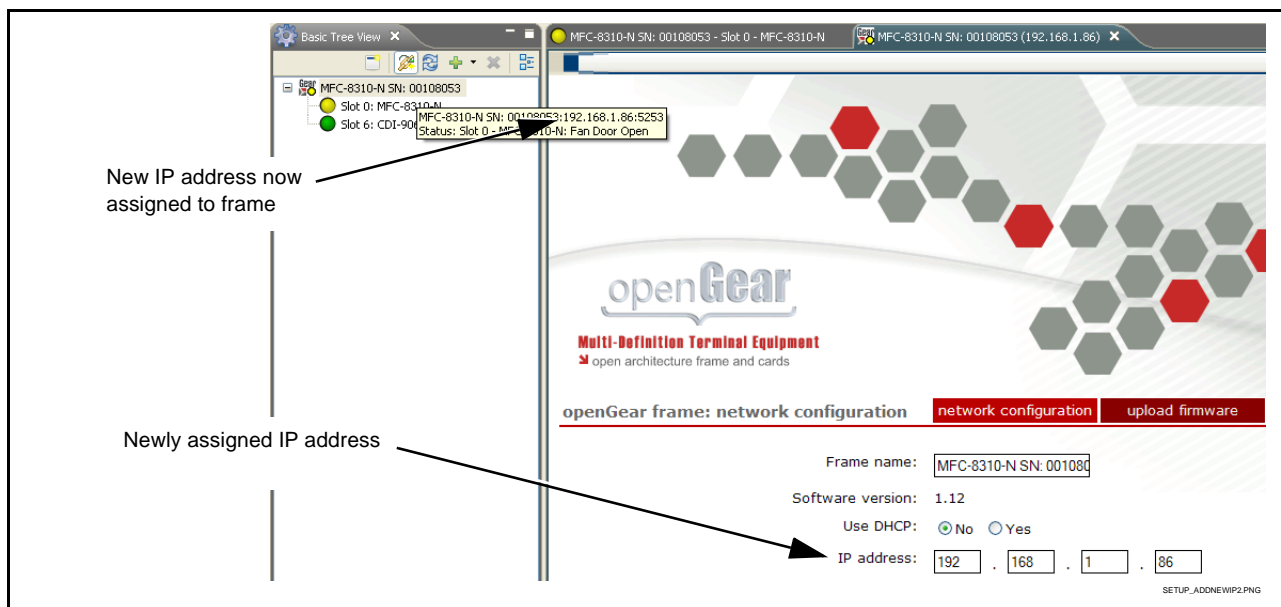 Basic Tree View
MFC-8310-N SN: 00108053 - Slot 0 - MFC-8310-N
MFC-8310-N SN: 00108053 (192.168.1.86)
MFC-8310-N SN: 00108053
Slot 0: MFC-8310-N
Slot 6: CDI-906
MFC-8310-N SN: 00108053:192.168.1.86:5253
Status: Slot 0 - MFC-8310-N: Fan Door Open
New IP address now
assigned to frame
openGear
Multi-Definition Terminal Equipment
open architecture frame and cards
openGear frame: network configuration
network configuration
upload firmware
Newly assigned IP address
Frame name: MFC-8310-N SN: 001080
Software version: 1.12
Use DHCP: No Yes
IP address: 192 . 168 . 1 . 86
SETUP_ADDNEWIP2.PNG